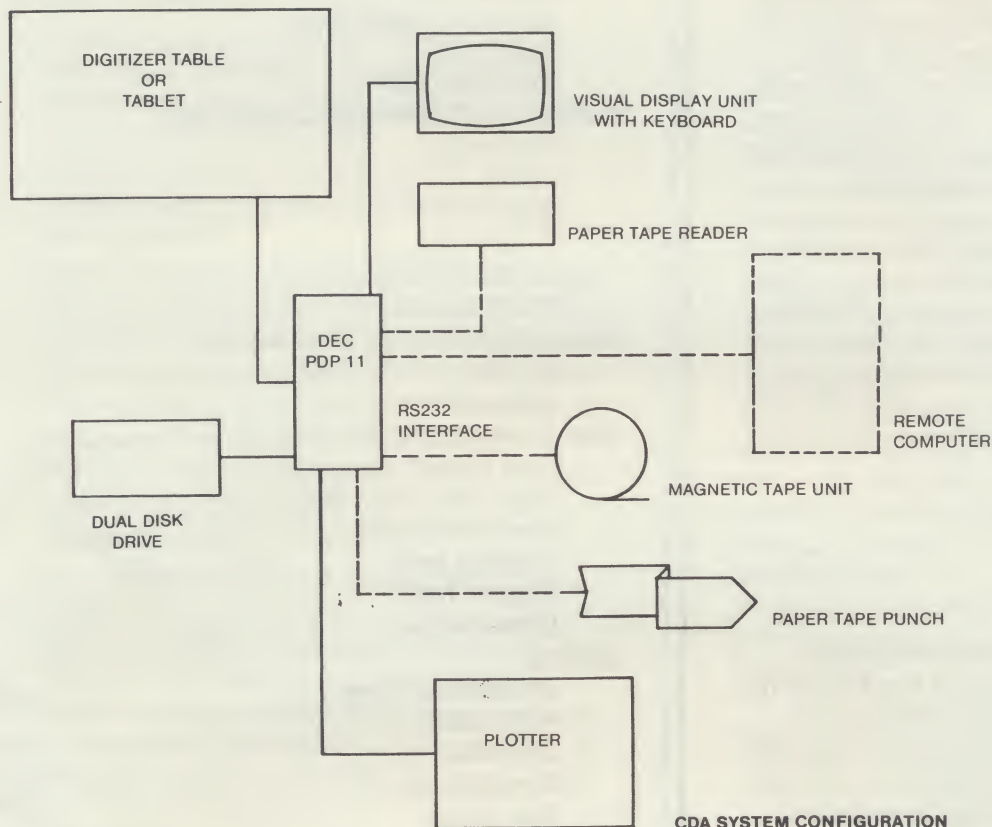 DIGITIZER TABLE
OR
TABLET
VISUAL DISPLAY UNIT
WITH KEYBOARD
PAPER TAPE READER
DEC
PDP 11
RS232
INTERFACE
REMOTE
COMPUTER
MAGNETIC TAPE UNIT
DUAL DISK
DRIVE
PAPER TAPE PUNCH
PLOTTER
CDA SYSTEM CONFIGURATION